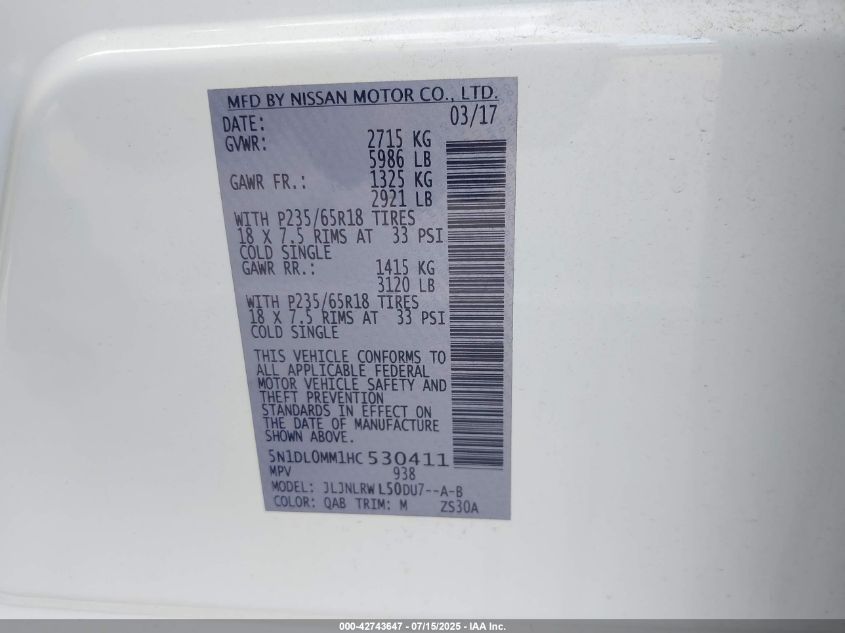 MFD BY NISSAN MOTOR CO., LTD.
DATE: 03/17
GVWR: 2715 KG
5986 LB
GAWR FR.: 1325 KG
2921 LB
WITH P235/65R18 TIRES
18 X 7.5 RIMS AT 33 PSI
COLD SINGLE
GAWR RR.: 1415 KG
3120 LB
WITH P235/65R18 TIRES
18 X 7.5 RIMS AT 33 PSI
COLD SINGLE
THIS VEHICLE CONFORMS TO
ALL APPLICABLE FEDERAL
MOTOR VEHICLE SAFETY AND
THEFT PREVENTION
STANDARDS IN EFFECT ON
THE DATE OF MANUFACTURE
SHOWN ABOVE.
5N1DL0MM1HC 530411
MPV 938
MODEL: JLJNLRW L50DU7--A-B
COLOR: QAB TRIM: M ZS30A
000-42743647 - 07/15/2025 - IAA Inc.